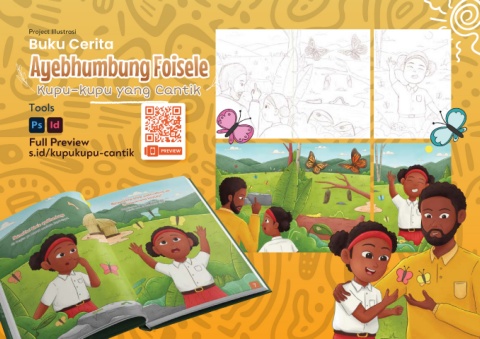 Project Illustrasi
Buku Cerita
Ayebhumbung Foisele
Kupu-kupu yang Cantik
Tools
Ps Id
Full Preview
s.id/kupukupu-cantik
PREVIEW